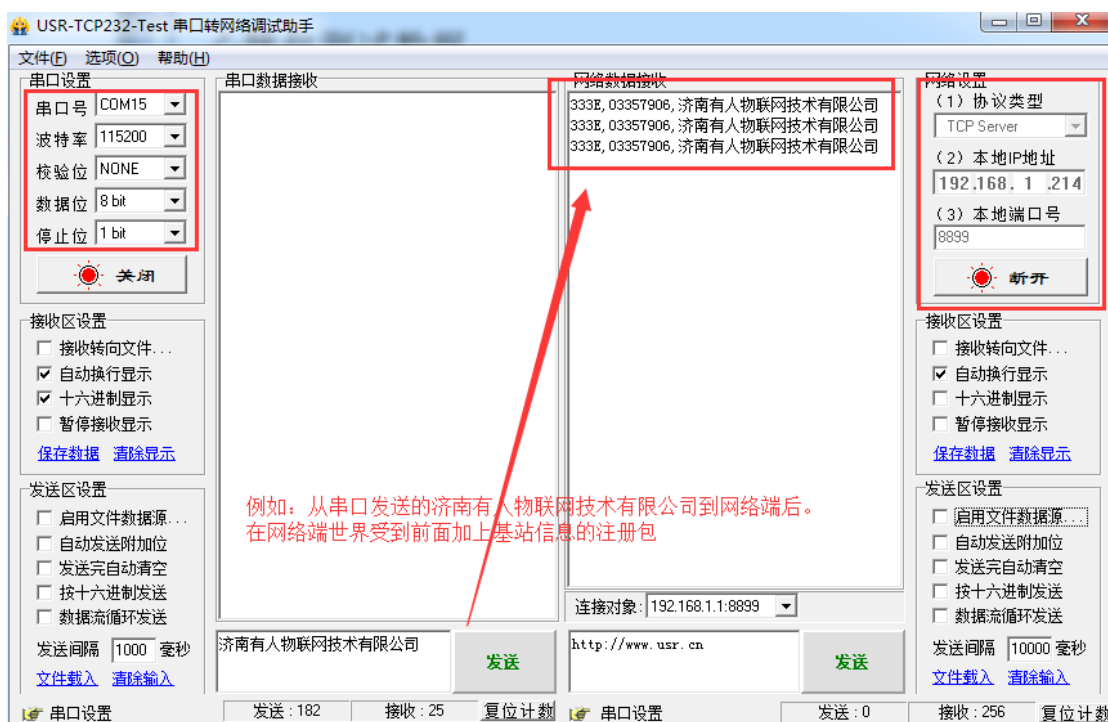 USR-TCP232-Test 串口转网络调试助手
文件(F) 选项(O) 帮助(H)
串口设置
串口号 COM15
波特率 115200
校验位 NONE
数据位 8 bit
停止位 1 bit
关闭
接收区设置
接收转向文件...
自动换行显示
十六进制显示
暂停接收显示
保存数据 清除显示
发送区设置
启用文件数据源...
自动发送附加位
发送完自动清空
按十六进制发送
数据流循环发送
发送间隔 1000 毫秒
文件载入 清除输入
串口数据接收
网络数据接收
333E,03357906,济南有人物联网技术有限公司
333E,03357906,济南有人物联网技术有限公司
333E,03357906,济南有人物联网技术有限公司
例如：从串口发送的济南有人物联网技术有限公司到网络端后。
在网络端世界受到前面加上基站信息的注册包
连接对象: 192.168.1.1:8899
济南有人物联网技术有限公司
发送
http://www.usr.cn
发送
网络设置
(1) 协议类型
TCP Server
(2) 本地IP地址
192.168. 1 .214
(3) 本地端口号
8899
断开
接收区设置
接收转向文件...
自动换行显示
十六进制显示
暂停接收显示
保存数据 清除显示
发送区设置
启用文件数据源...
自动发送附加位
发送完自动清空
按十六进制发送
数据流循环发送
发送间隔 10000 毫秒
文件载入 清除输入
串口设置 发送:182 接收:25 复位计数
串口设置 发送:0 接收:256 复位计数